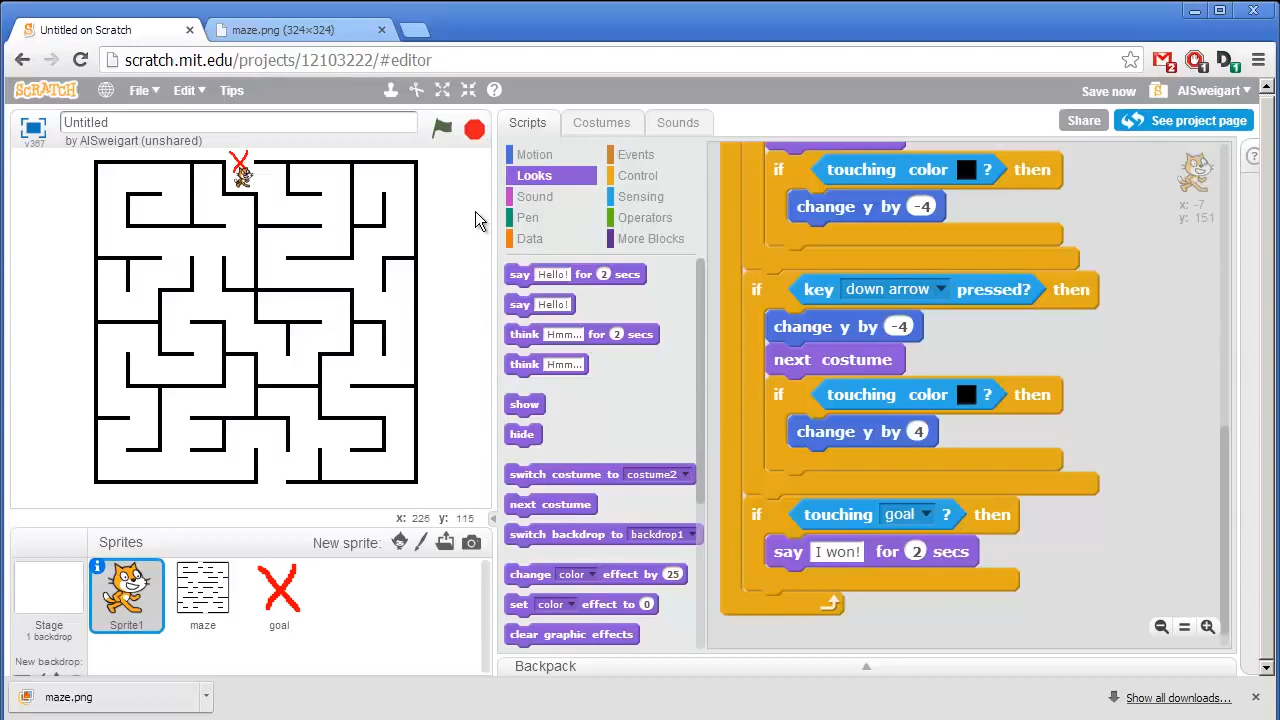 Untitled on Scratch
maze.png (324×324)
scratch.mit.edu/projects/12103222/#editor
2
1
1
SCRATCH
File
Edit
Tips
Save now
AlSweigart
v367
Untitled
by AlSweigart (unshared)
Scripts
Costumes
Sounds
Share
See project page
Motion
Looks
Sound
Pen
Data
Events
Control
Sensing
Operators
More Blocks
say Hello! for 2 secs
say Hello!
think Hmm... for 2 secs
think Hmm...
show
hide
switch costume to costume2
next costume
switch backdrop to backdrop1
change color effect by 25
set color effect to 0
clear graphic effects
if touching color ? then
change y by -4
if key down arrow pressed? then
change y by -4
next costume
if touching color ? then
change y by 4
if touching goal ? then
say I won! for 2 secs
x: -7
y: 151
?
x: 226 y: 115
Sprites
New sprite:
Stage
1 backdrop
New backdrop:
Sprite1
maze
goal
Backpack
maze.png
Show all downloads...